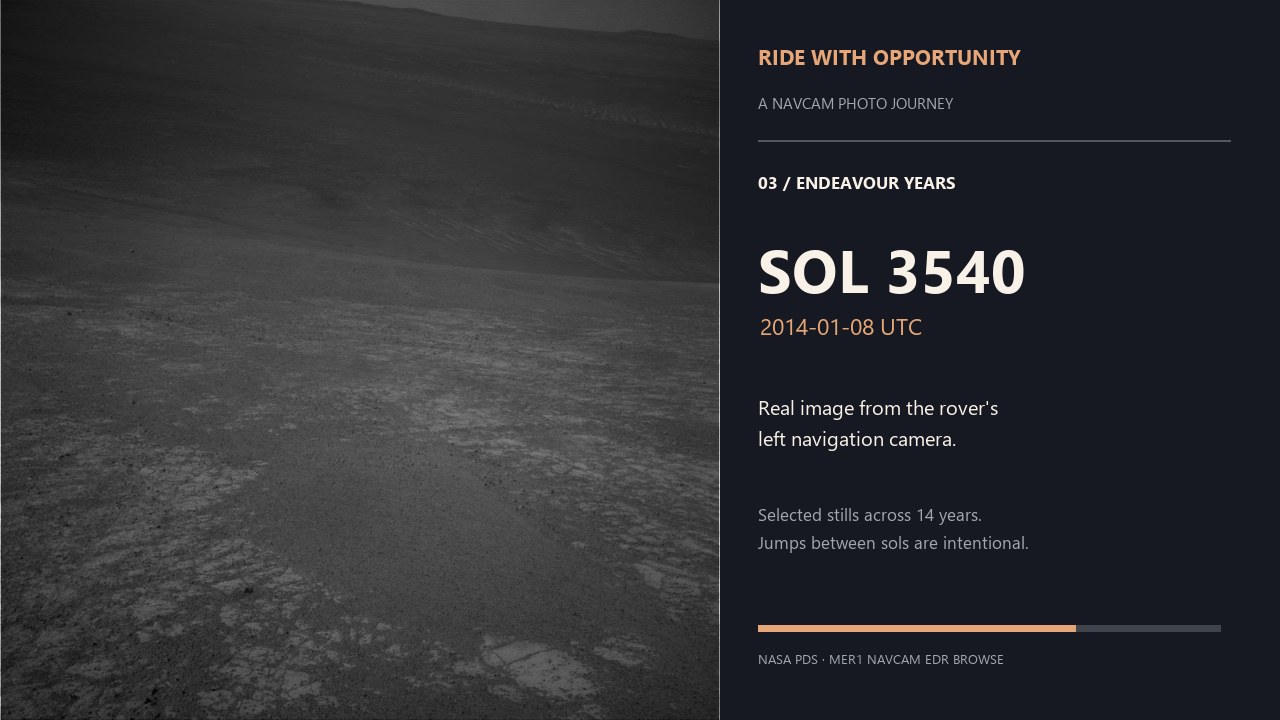 RIDE WITH OPPORTUNITY
A NAVCAM PHOTO JOURNEY
03 / ENDEAVOUR YEARS
SOL 3540
2014-01-08 UTC
Real image from the rover's
left navigation camera.
Selected stills across 14 years.
Jumps between sols are intentional.
NASA PDS · MER1 NAVCAM EDR BROWSE